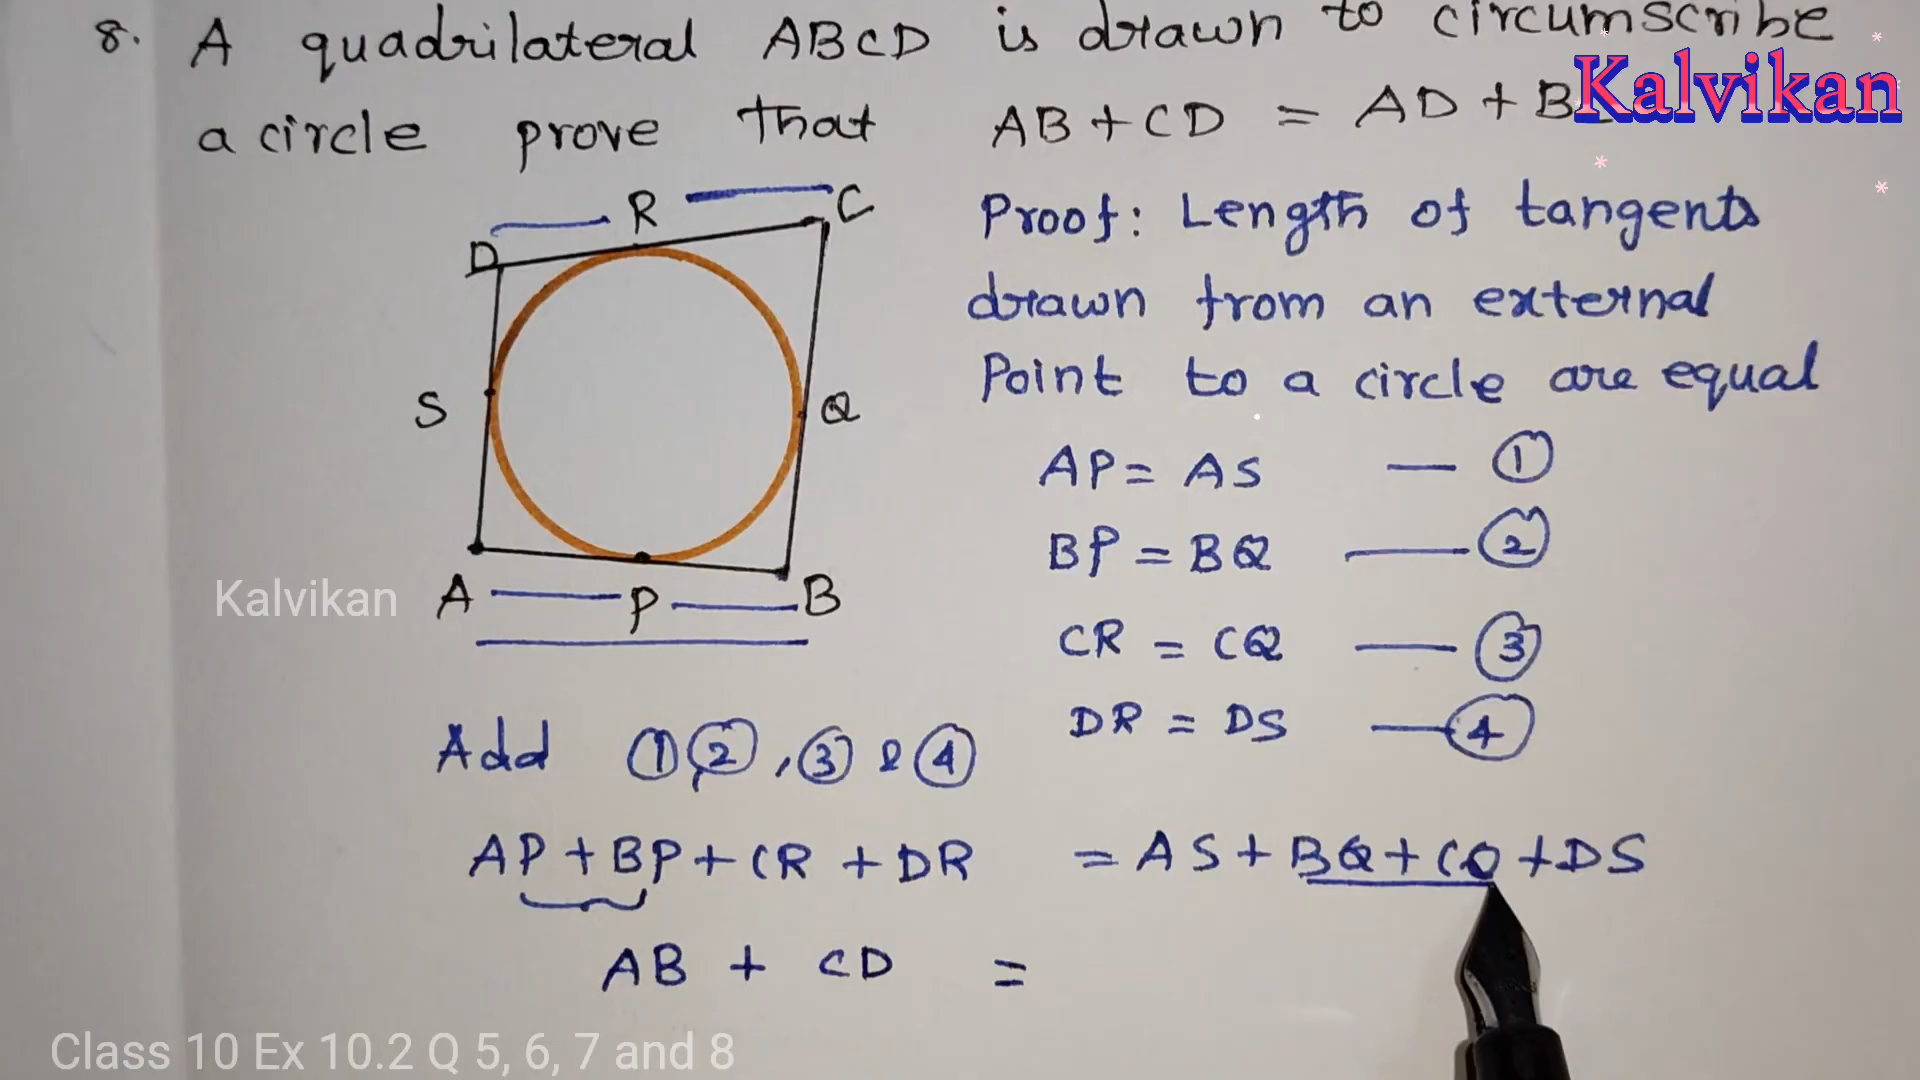 8. A quadrilateral ABCD is drawn to circumscribe
a circle prove that AB + CD = AD + B
Kalvikan
R
C
D
S
Q
A
P
B
Proof: Length of tangents
drawn from an external
Point to a circle are equal
AP = AS — ①
BP = BQ — ②
CR = CQ — ③
DR = DS — ④
Kalvikan
Add ①, ②, ③ & ④
AP + BP + CR + DR = AS + BQ + CQ + DS
AB + CD =
Class 10 Ex 10.2 Q 5, 6, 7 and 8